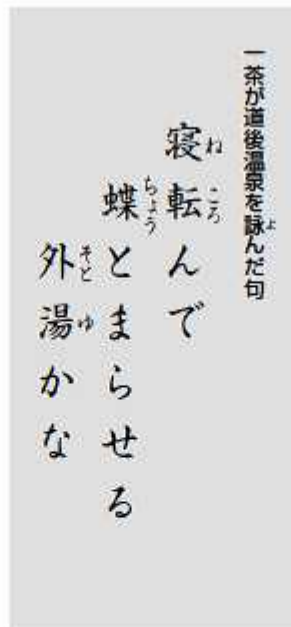 一茶が道後温泉を詠んだ句
寝転んで
蝶とまらせる
外湯かな